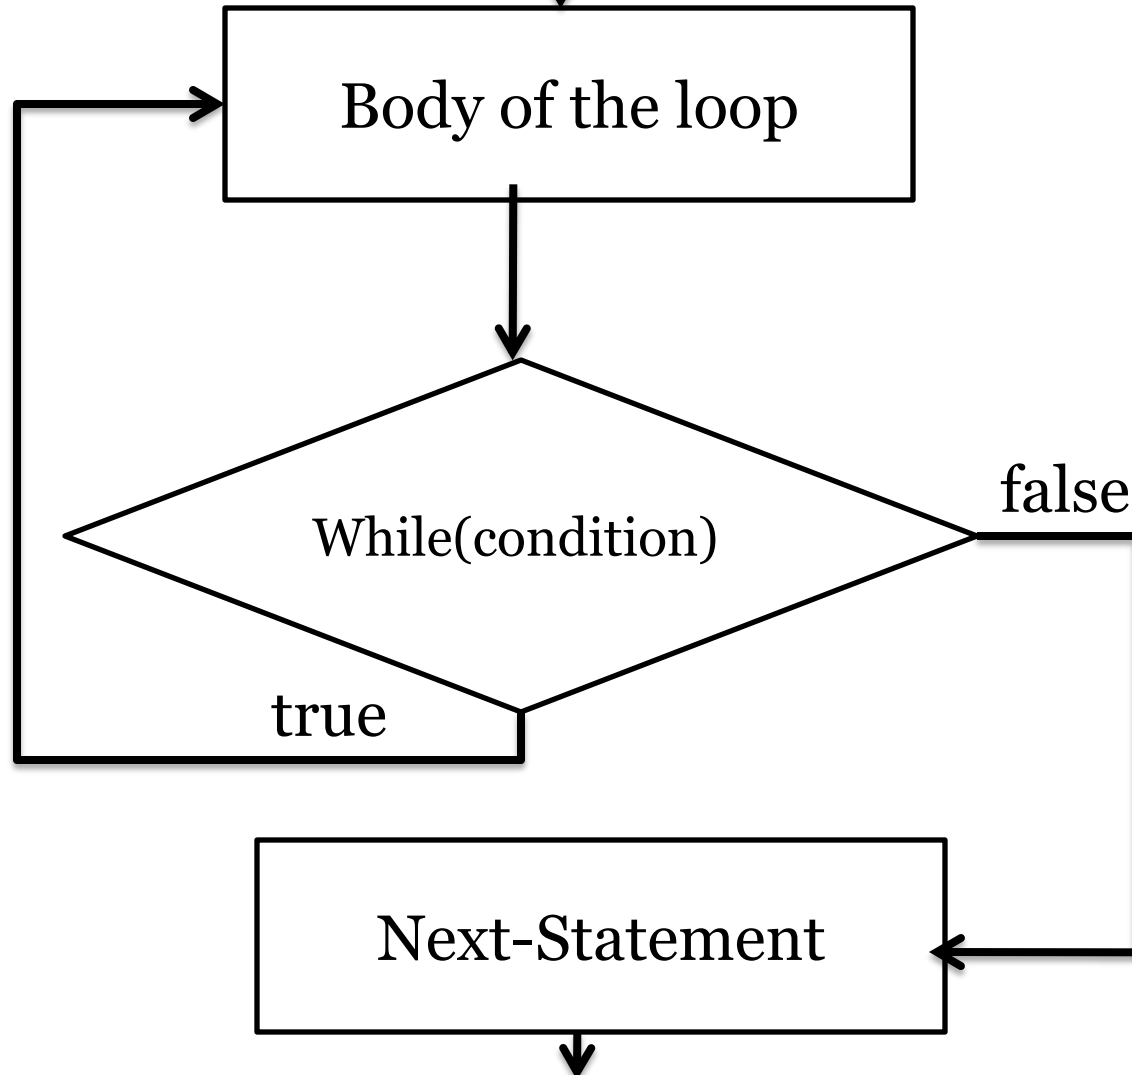 Body of the loop
While(condition)
false
true
Next-Statement